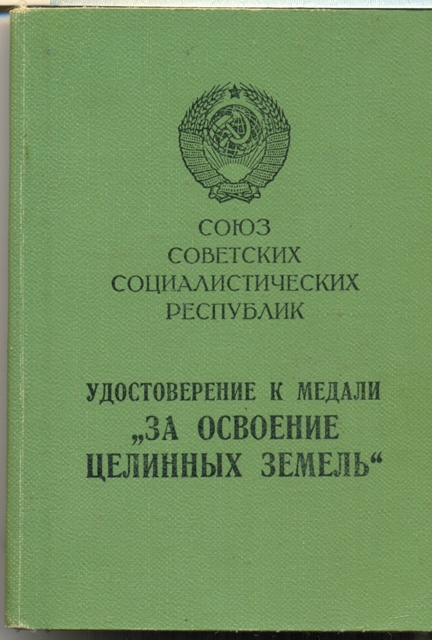 СОЮЗ
СОВЕТСКИХ
СОЦИАЛИСТИЧЕСКИХ
РЕСПУБЛИК
УДОСТОВЕРЕНИЕ К МЕДАЛИ
„ЗА ОСВОЕНИЕ
ЦЕЛИННЫХ ЗЕМЕЛЬ“